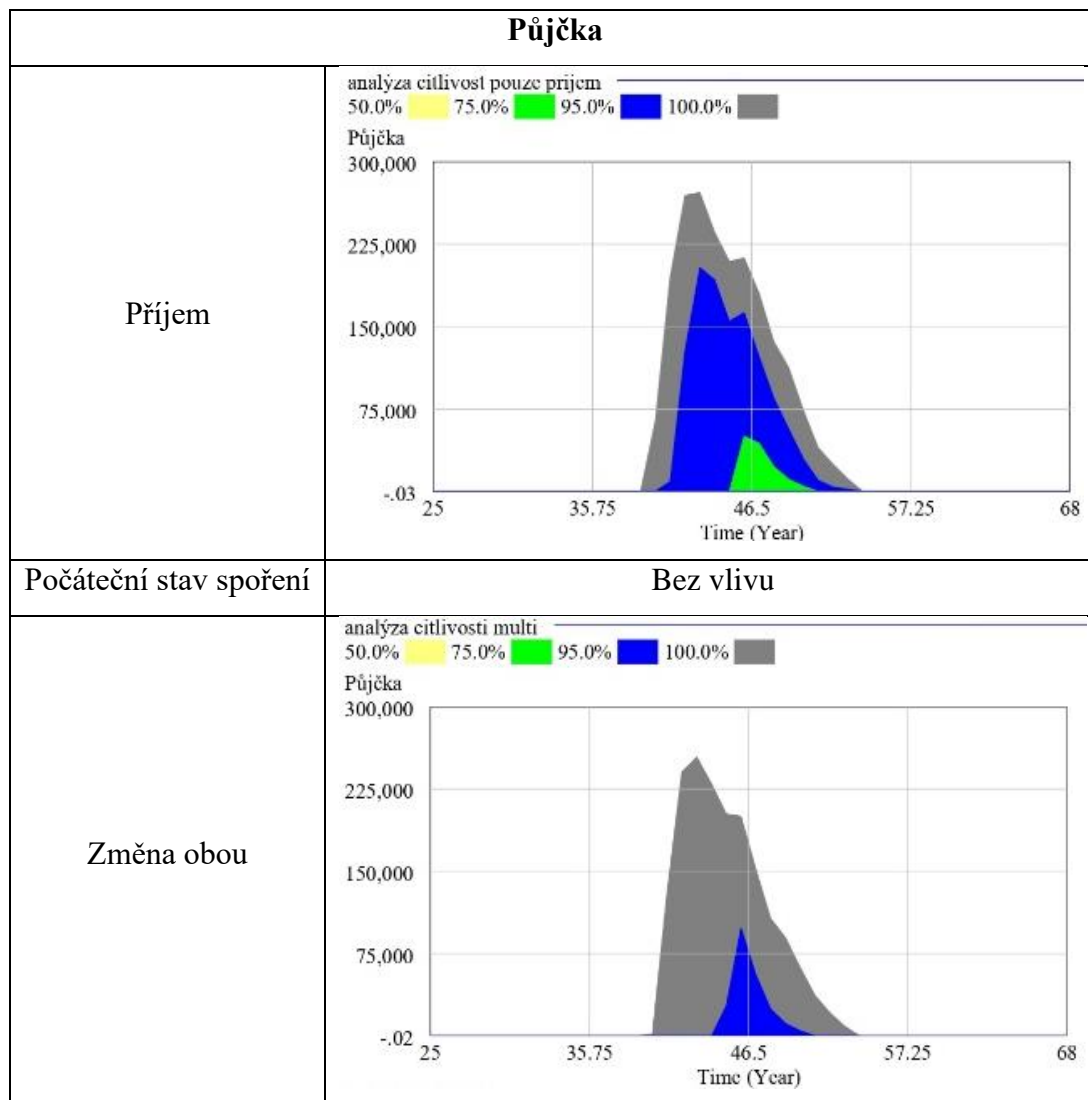 Půjčka
Příjem
analýza citlivost pouze prijem
50.0% 75.0% 95.0% 100.0%
Půjčka
300,000
225,000
150,000
75,000
-.03
25 35.75 46.5 57.25 68
Time (Year)
Počáteční stav spoření Bez vlivu
Změna obou
analýza citlivosti multi
50.0% 75.0% 95.0% 100.0%
Půjčka
300,000
225,000
150,000
75,000
-.02
25 35.75 46.5 57.25 68
Time (Year)